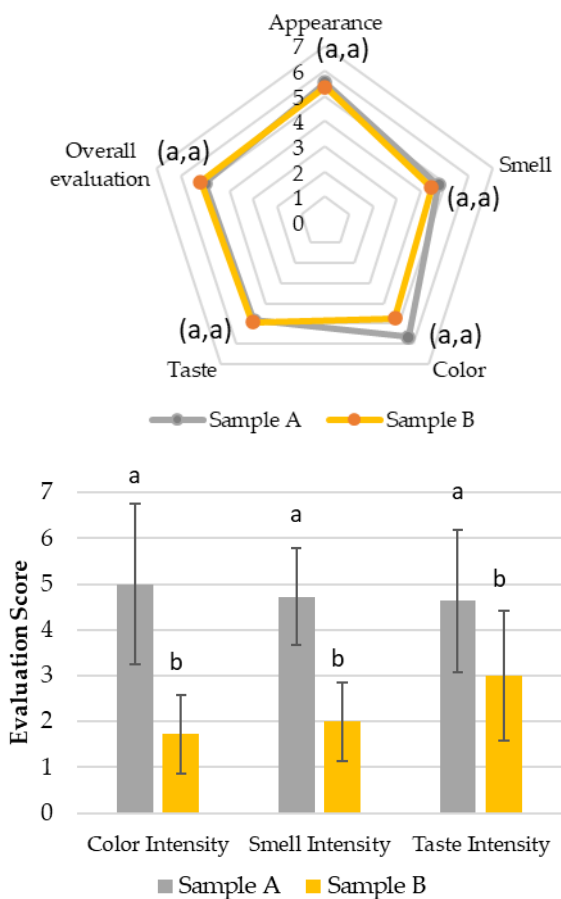 Appearance
(a,a)
7
6
5
4
3
2
1
0
Overall
evaluation
(a,a)
Smell
(a,a)
(a,a)
(a,a)
Taste
Color
Sample A
Sample B
a
a
a
b
b
b
7
6
5
4
3
2
1
0
Evaluation Score
Color Intensity
Smell Intensity
Taste Intensity
Sample A
Sample B